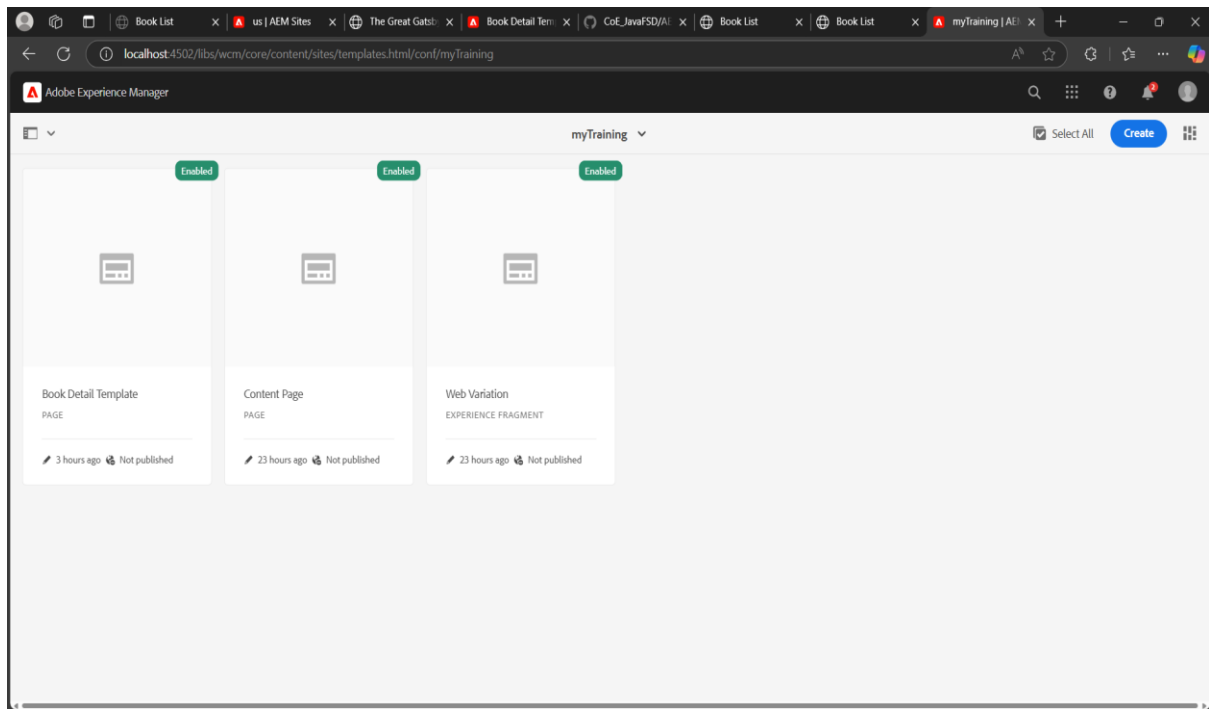 Book List
us | AEM Sites
The Great Gatsb
Book Detail Tem
CoE_JavaFSD/AE
Book List
Book List
myTraining | AEM
localhost:4502/libs/wcm/core/content/sites/templates.html/conf/myTraining
Adobe Experience Manager
2
myTraining
Select All
Create
Enabled
Enabled
Enabled
Book Detail Template
PAGE
3 hours ago Not published
Content Page
PAGE
23 hours ago Not published
Web Variation
EXPERIENCE FRAGMENT
23 hours ago Not published